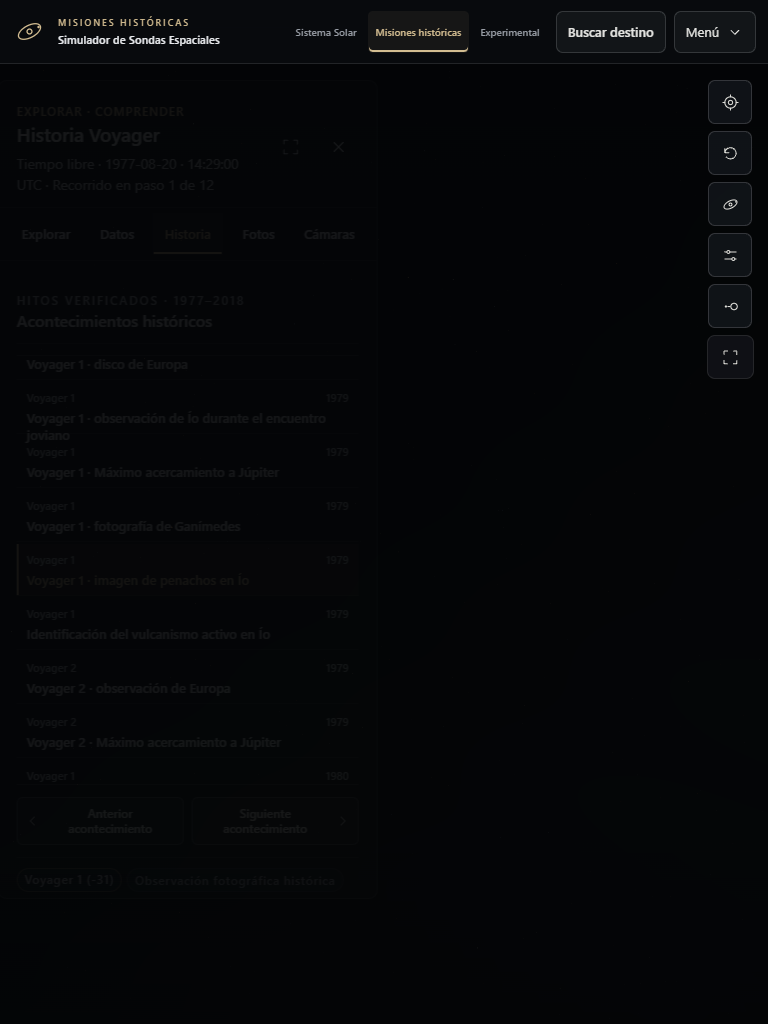 MISIONES HISTÓRICAS
Simulador de Sondas Espaciales
Sistema Solar
Misiones históricas
Experimental
Buscar destino
Menú
EXPLORAR · COMPRENDER
Historia Voyager
Tiempo libre · 1977-08-20 · 14:29:00
UTC · Recorrido en paso 1 de 12
Explorar
Datos
Historia
Fotos
Cámaras
HITOS VERIFICADOS · 1977–2018
Acontecimientos históricos
Voyager 1 · disco de Europa
Voyager 1 1979
Voyager 1 · observación de Ío durante el encuentro
joviano
Voyager 1 1979
Voyager 1 · Máximo acercamiento a Júpiter
Voyager 1 1979
Voyager 1 · fotografía de Ganimedes
Voyager 1 1979
Voyager 1 · imagen de penachos en Ío
Voyager 1 1979
Identificación del vulcanismo activo en Ío
Voyager 2 1979
Voyager 2 · observación de Europa
Voyager 2 1979
Voyager 2 · Máximo acercamiento a Júpiter
Voyager 1 1980
Anterior
acontecimiento
Siguiente
acontecimiento
Voyager 1 (-31)
Observación fotográfica histórica